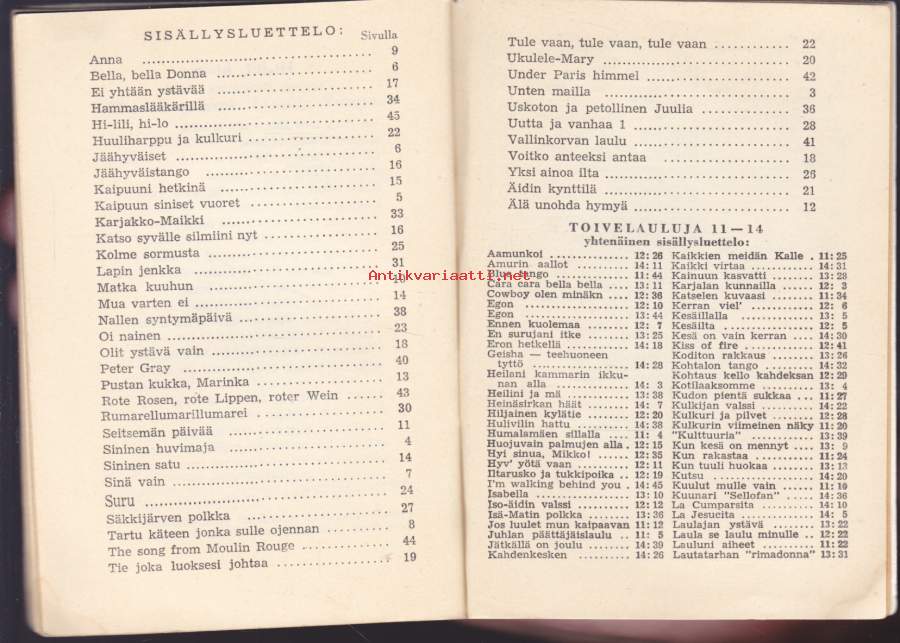 SISÄLLYSLUETTELO:
Sivulla
Anna 9
Bella, bella Donna 6
Ei yhtään ystävää 17
Hammaslääkärillä 34
Hi-lili, hi-lo 45
Huuliharppu ja kulkuri 22
Jäähyväiset 6
Jäähyväistango 16
Kaipuuni hetkinä 15
Kaipuun siniset vuoret 5
Karjakko-Maikki 33
Katso syvälle silmiini nyt 16
Kolme sormusta 25
Lapin jenkka 31
Matka kuuhun
Mua varten ei 14
Nallen syntymäpäivä 38
Oi nainen 23
Olit ystävä vain 18
Peter Gray 40
Pustan kukka, Marinka 13
Rote Rosen, rote Lippen, roter Wein 43
Rumarellumarillumarei 30
Seitsemän päivää 11
Sininen huvimaja 4
Sininen satu 14
Sinä vain 7
Suru 24
Säkkijärven polkka 27
Tartu käteen jonka sulle ojennan 8
The song from Moulin Rouge 44
Tie joka luoksesi johtaa 19
Tule vaan, tule vaan, tule vaan 22
Ukulele-Mary 20
Under Paris himmel 42
Unten mailla 3
Uskoton ja petollinen Juulia 36
Uutta ja vanhaa 1 28
Vallinkorvan laulu 41
Voitko anteeksi antaa 18
Yksi ainoa ilta 26
Äidin kynttilä 21
Älä unohda hymyä 12
TOIVELAULUJA 11—14
yhtenäinen sisällysluettelo:
Aamunkoi 12: 26
Amurin aallot 14: 11
Blue tango 11: 44
Cara cara bella bella 13: 11
Cowboy olen minäkn 12: 36
Egon 12: 10
Egon 13: 44
Ennen kuolemaa 12: 7
En surujani itke 13: 25
Eron hetkellä 14: 18
Geisha — teehuoneen
tyttö 14: 28
Heilani kammarin ikku-
nan alla 14: 3
Heilini ja mä 13: 38
Heinäsirkan häät 14: 7
Hiljainen kylätie 12: 20
Hulivilin hattu 14: 38
Humalamäen sillalla 11: 4
Huojuvain palmujen alla 12: 15
Hyi sinua, Mikko! 12: 35
Hyv' yötä vaan 12: 11
Iltarusko ja tukkipoika 12: 19
I'm walking behind you 14: 45
Isabella 13: 10
Iso-äidin valssi 12: 12
Isä-Matin polkka 13: 36
Jos luulet mun kaipaavan 11: 12
Juhlan päättäjäislaulu 11: 5
Jätkällä on joulu 14: 39
Kahdenkesken 14: 26
Kaikkien meidän Kalle 11: 25
Kaikki virtaa 14: 31
Kainuun kasvatti 13: 28
Karjalan kunnailla 12: 3
Katselen kuvaasi 11: 34
Kerran viel' 12: 6
Kesäillalla 13: 5
Kesäilta 12: 5
Kesä on vain kerran 14: 30
Kiss of fire 12: 41
Koditon rakkaus 13: 26
Kohtalon tango 14: 32
Kohtaus kello kahdeksan 12: 29
Kotilaaksomme 13: 4
Kudon pientä sukkaa 11: 27
Kulkijan valssi 14: 22
Kulkuri ja pilvet 12: 28
Kulkurin viimeinen näky 11: 20
"Kulttuuria" 13: 39
Kun kesä on mennyt 13: 9
Kun rakastaa 11: 24
Kun tuuli huokaa 13: 13
Kutsu 14: 20
Kuulut mulle vain 11: 10
Kuunari "Sellofan" 14: 36
La Cumparsita 14: 10
La Jesucita 14: 5
Laulajan ystävä 13: 22
Laula se laulu minulle 12: 22
Lauluni aiheet 11: 22
Lautatarhan "rimadonna" 13: 31
Antikvariaatti.net